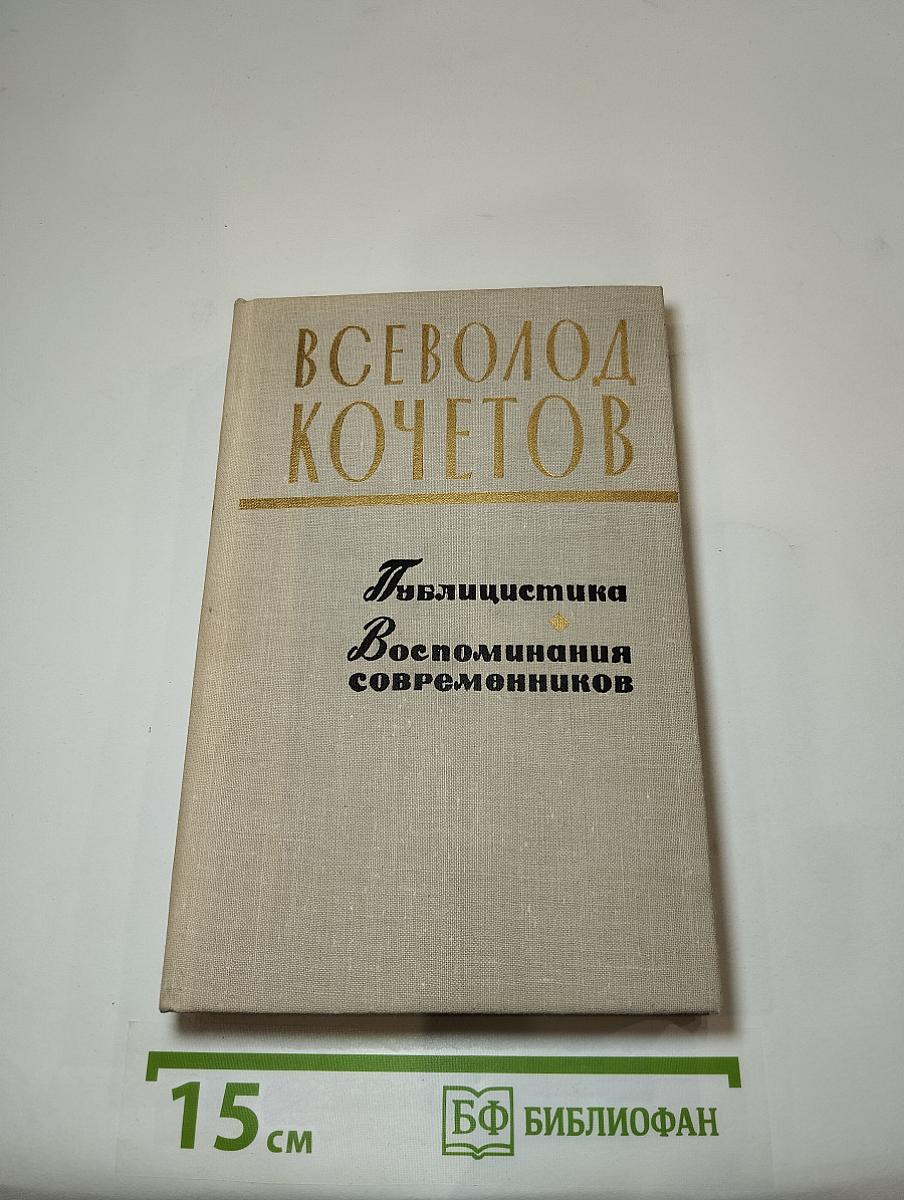 ВСЕВОЛОД
КОЧЕТОВ
Публицистика
Воспоминания
современников
15 см
БФ БИБЛИОФАН